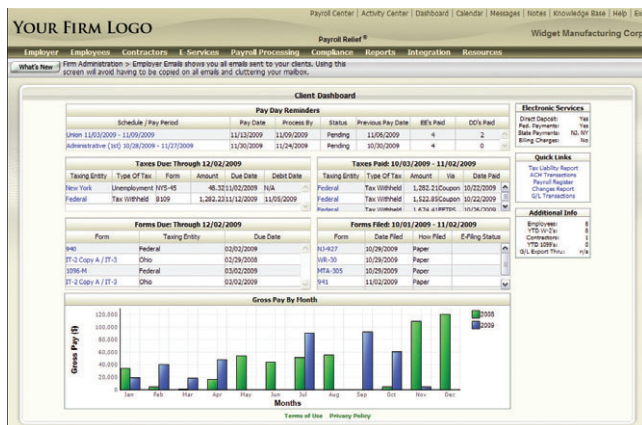 Payroll Center | Activity Center | Dashboard | Calendar | Messages | Notes | Knowledge Base | Help | Ex
YOUR FIRM LOGO
Payroll Relief®
Widget Manufacturing Corp
Employer Employees Contractors E-Services Payroll Processing Compliance Reports Integration Resources
What's New
Firm Administration > Employer Emails shows you all emails sent to your clients. Using this
screen will avoid having to be copied on all emails and cluttering your mailbox.
Client Dashboard
Pay Day Reminders
Schedule / Pay Period Pay Date Process By Status Previous Pay Date EE's Paid DD's Paid
Union 11/03/2009 - 11/09/2009 11/13/2009 11/09/2009 Pending 11/06/2009 4 2
Administrative (1st) 10/28/2009 - 11/27/2009 11/30/2009 11/24/2009 Pending 10/30/2009 4 0
Electronic Services
Direct Deposit: Yes
Fed. Payments: Yes
State Payments: NJ, NY
Billing Charges: No
Taxes Due: Through 12/02/2009
Taxing Entity Type Of Tax Form Amount Due Date Debit Date
New York Unemployment NYS-45 48.32 11/02/2009 N/A
Federal Tax Withheld 8109 1,282.22 11/12/2009 11/05/2009
Taxes Paid: 10/03/2009 - 11/02/2009
Taxing Entity Type Of Tax Amount Via Date Paid
Federal Tax Withheld 1,282.21 Coupon 10/22/2009
Federal Tax Withheld 1,522.85 Coupon 10/22/2009
Federal Tax Withheld 1,674.41 EFTPS 10/26/2009
Quick Links
Tax Liability Report
ACH Transactions
Payroll Register
Changes Report
G/L Transactions
Additional Info
Employees: 8
YTD W-2's: 8
Contractors: 1
YTD 1099's: 0
G/L Export Thru: n/a
Forms Due: Through 12/02/2009
Form Taxing Entity Due Date
940 Federal 02/02/2009
IT-2 Copy A / IT-3 Ohio 02/29/2008
1096-M Federal 03/02/2009
IT-2 Copy A / IT-3 Ohio 03/02/2009
Forms Filed: 10/01/2009 - 11/02/2009
Form Date Filed How Filed E-Filing Status
NJ-927 10/29/2009 Paper
WR-30 10/29/2009 Paper
MTA-305 10/29/2009 Paper
941 11/02/2009 Paper
Gross Pay By Month
Gross Pay ($)
120,000
100,000
80,000
60,000
40,000
20,000
0
2008
2009
Jan Feb Mar Apr May Jun Jul Aug Sep Oct Nov Dec
Months
Terms of Use Privacy Policy